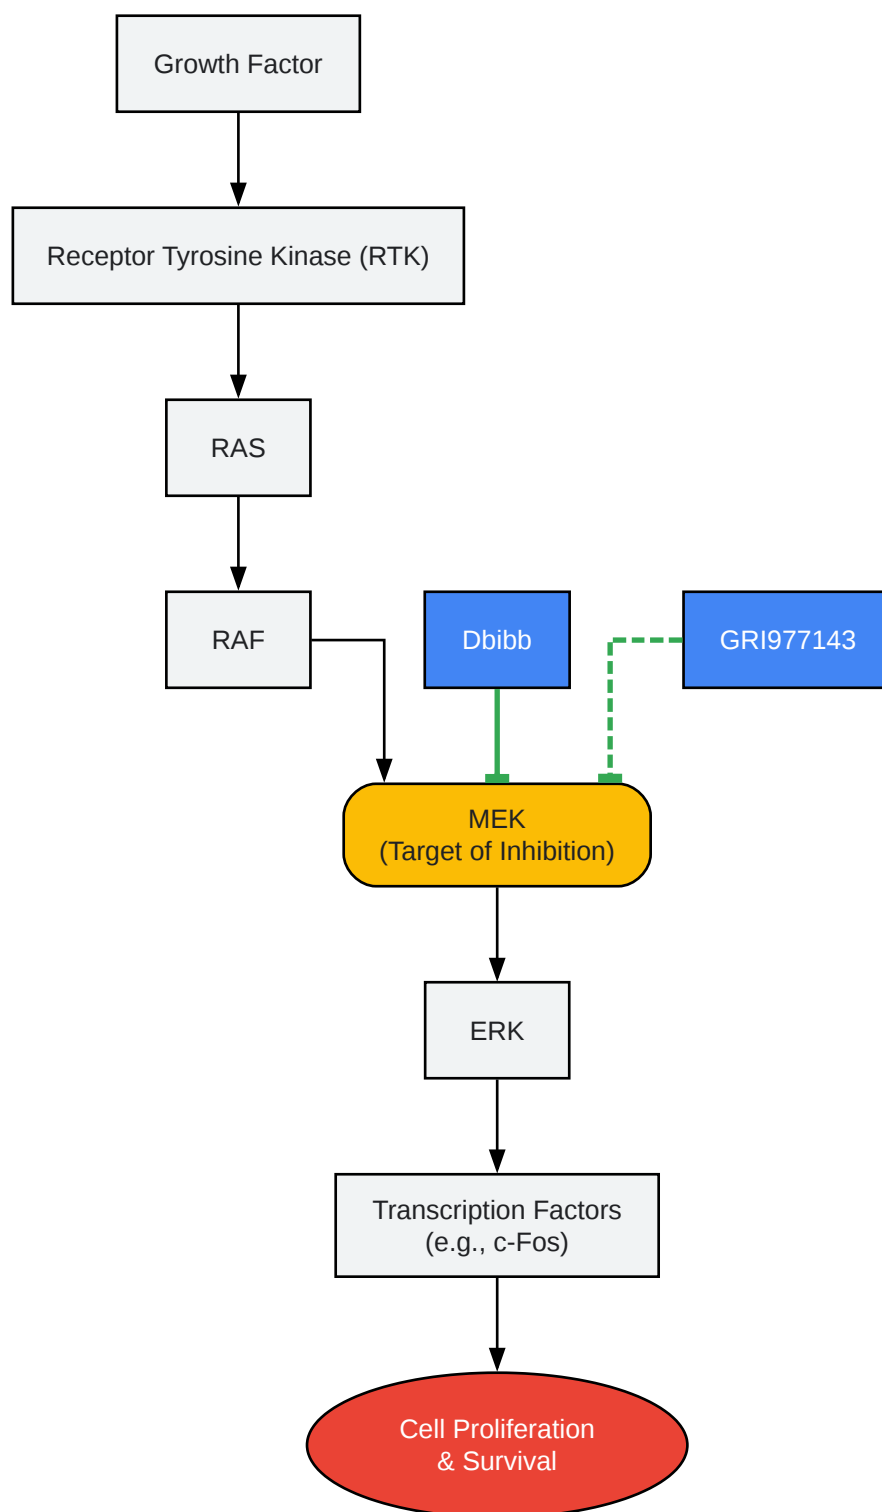 Growth Factor
Receptor Tyrosine Kinase (RTK)
RAS
RAF
Dbibb
GRI977143
MEK
(Target of Inhibition)
ERK
Transcription Factors
(e.g., c-Fos)
Cell Proliferation
& Survival